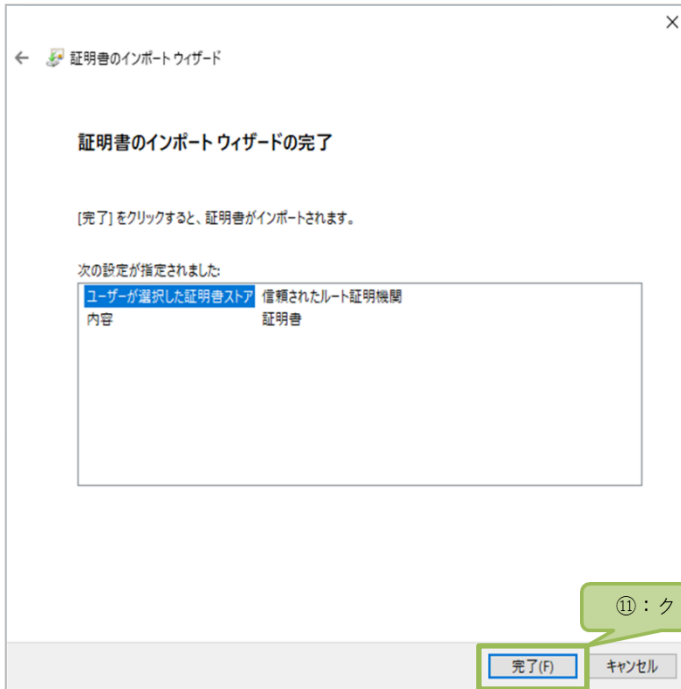 証明書のインポート ウィザード
証明書のインポート ウィザードの完了
[完了] をクリックすると、証明書がインポートされます。
次の設定が指定されました:
ユーザーが選択した証明書ストア 信頼されたルート証明機関
内容 証明書
⑪：ク
完了(F) キャンセル